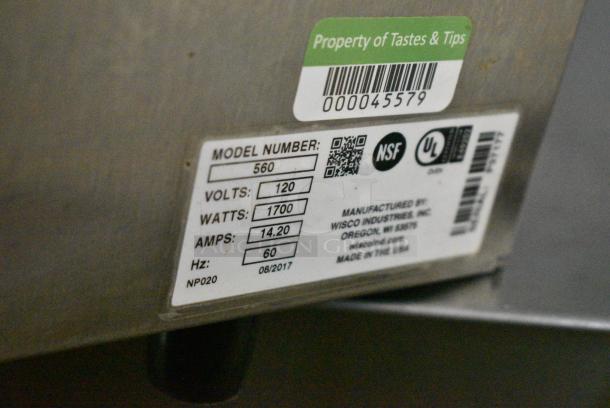 Property of Tastes & Tips
000045579
MODEL NUMBER:
560
VOLTS: 120
WATTS: 1700
AMPS: 14.20
Hz: 60
NP020 08/2017
NSF
UL
MANUFACTURED BY:
WISCO INDUSTRIES, INC.
OREGON, WI 53575
wiscoind.com
MADE IN THE USA